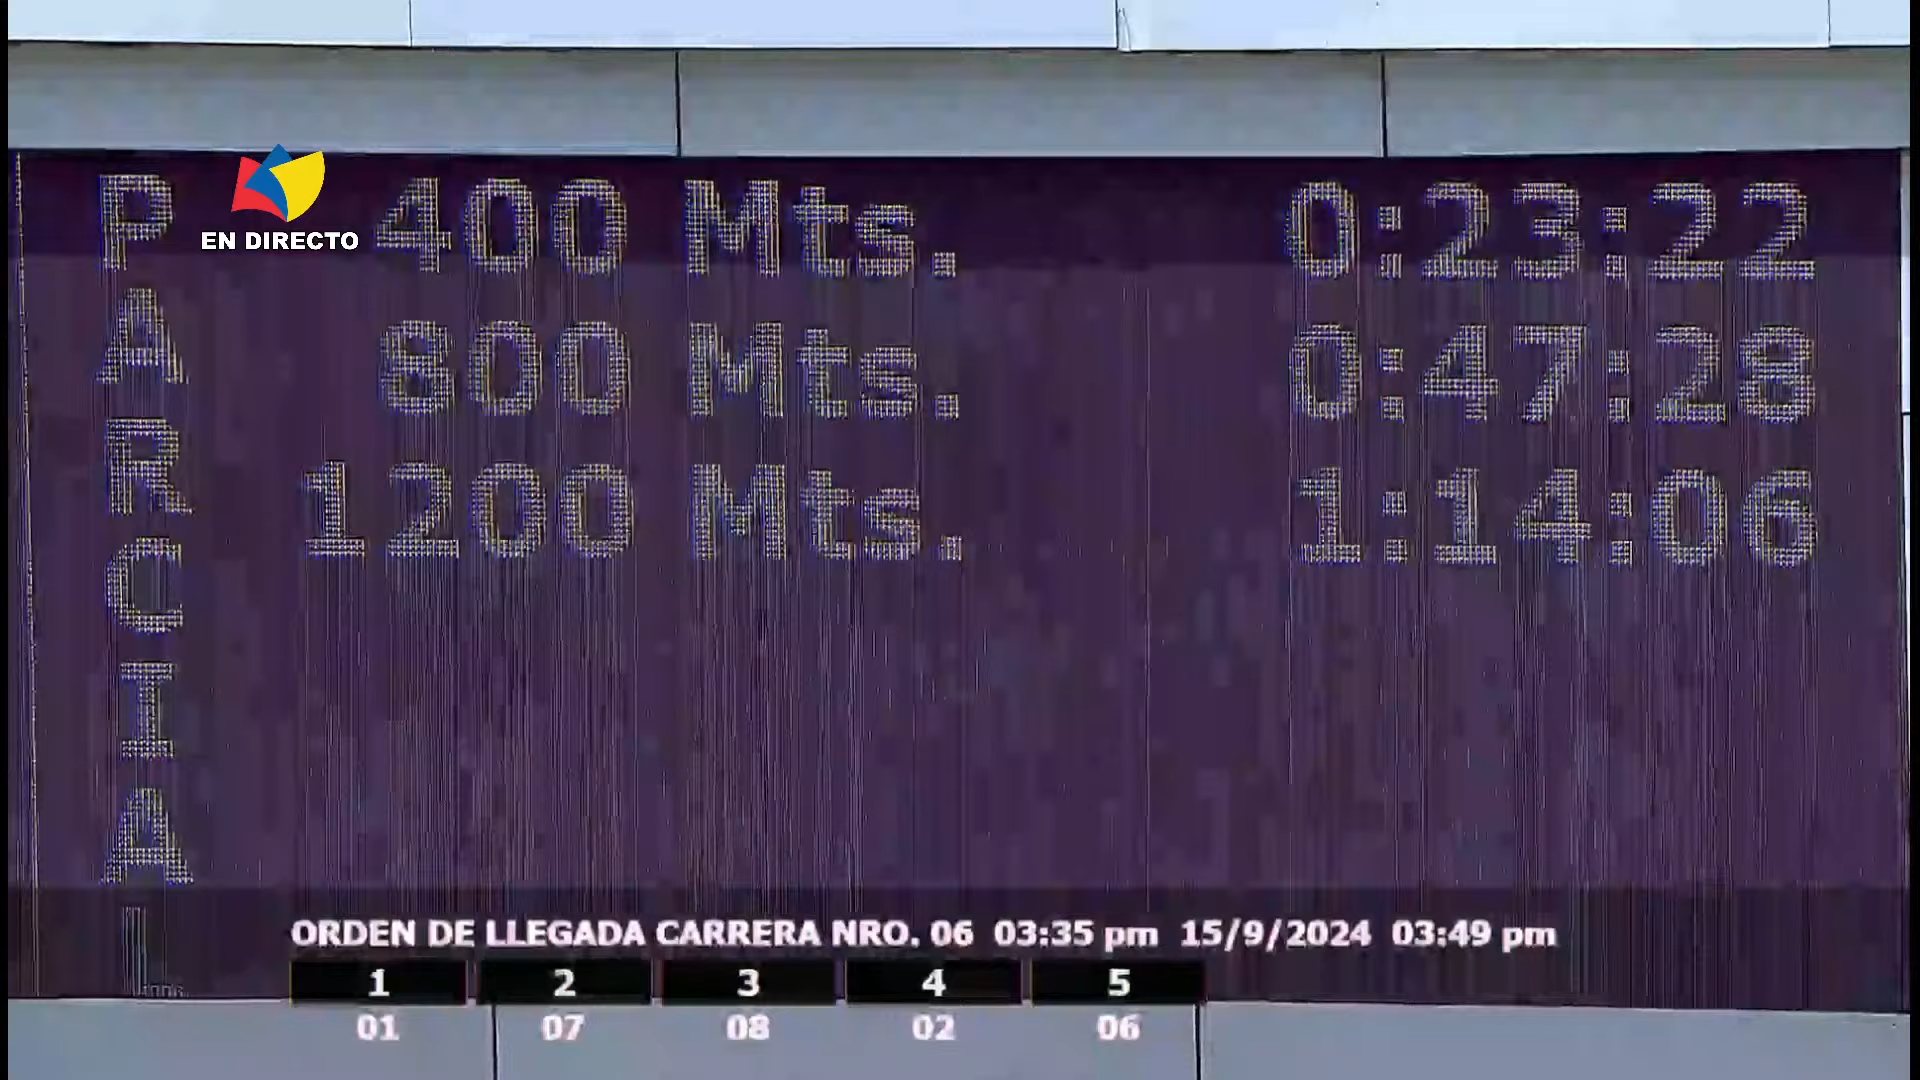 P
A
R
C
I
A
L
EN DIRECTO
400 Mts. 0:23:22
800 Mts. 0:47:28
1200 Mts. 1:14:06
ORDEN DE LLEGADA CARRERA NRO. 06 03:35 pm 15/9/2024 03:49 pm
1 2 3 4 5
01 07 08 02 06